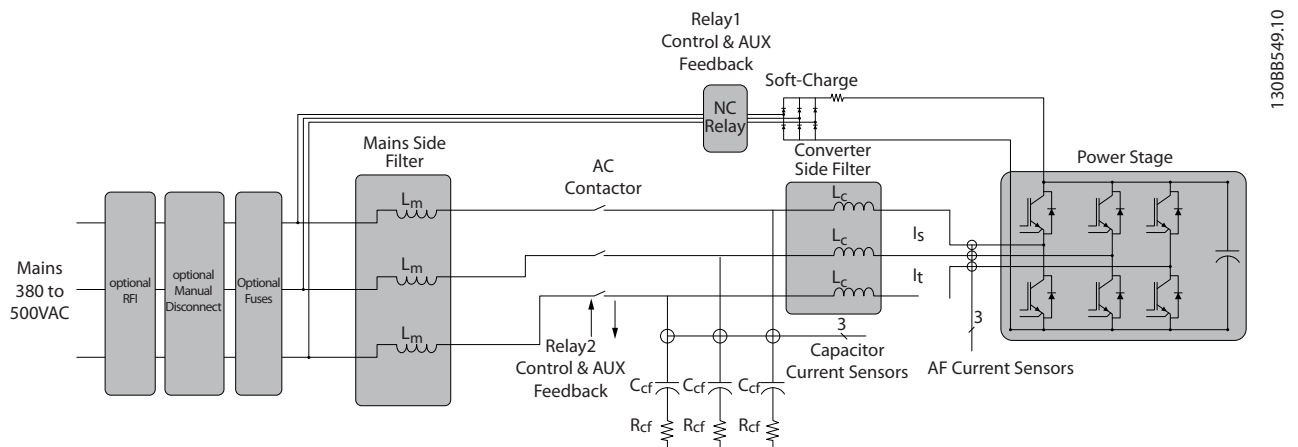 130BB549.10
Relay1
Control & AUX
Feedback
Soft-Charge
NC
Relay
Mains Side
Filter
AC
Contactor
Converter
Side Filter
Power Stage
Lm
Lc
Is
Mains
380 to
500VAC
optional
RFI
optional
Manual
Disconnect
Optional
Fuses
Lm
Lc
It
Lm
Lc
Relay2
Control & AUX
Feedback
3
Capacitor
Current Sensors
3
AF Current Sensors
Ccf
Ccf
Ccf
Rcf
Rcf
Rcf